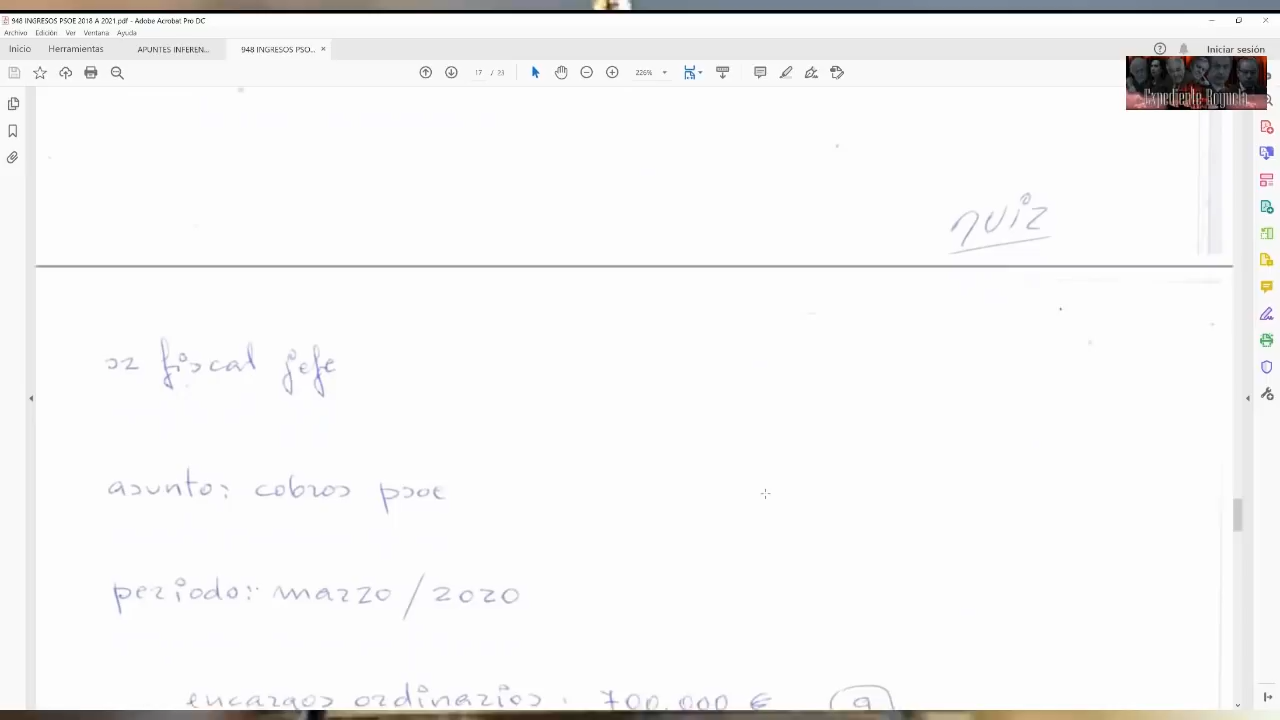 948 INGRESOS PSOE 2018 A 2021.pdf - Adobe Acrobat Pro DC
Archivo Edición Ver Ventana Ayuda
Inicio Herramientas APUNTES INFEREN... 948 INGRESOS PSO... × Iniciar sesión
17 / 23 226%
Expediente Royuela
ruiz
sr fiscal jefe
asunto: cobros psoe
periodo: marzo / 2020
encargos ordinarios: 700.000 € 9